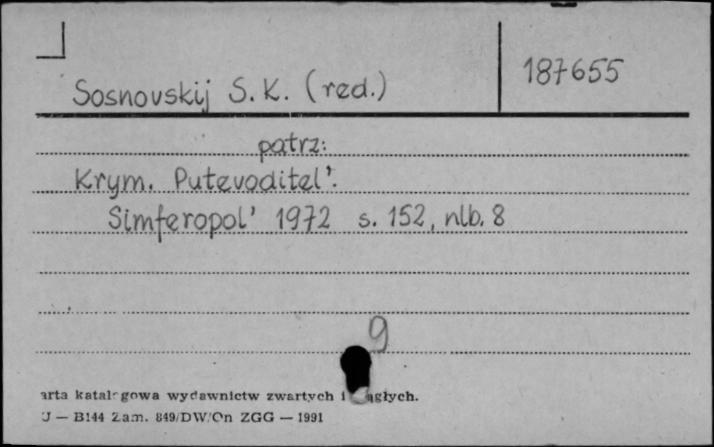 Sosnovskij S. K. (red.)
187655
patrz:
Krym. Putevoditel'.
Simferopol' 1972 s. 152, nlb. 8
9
arta katalogowa wydawnictw zwartych i
J — B144 Zam. 849/DW/On ZGG — 1991